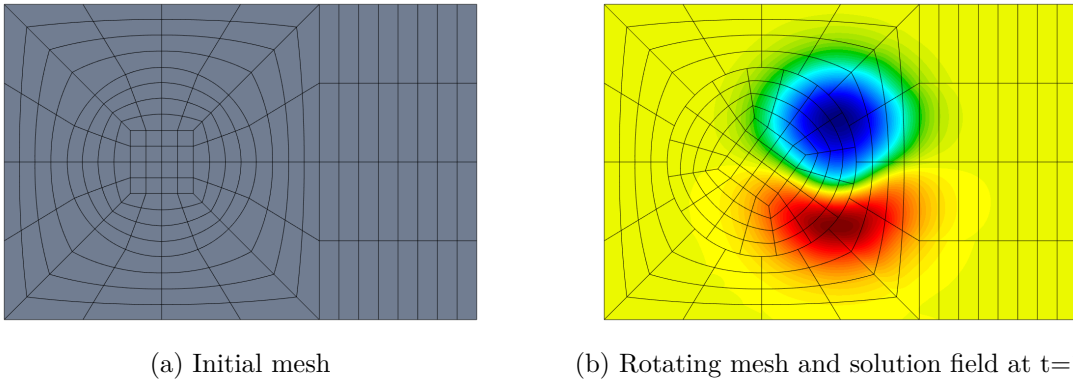 (a) Initial mesh
(b) Rotating mesh and solution field at t=